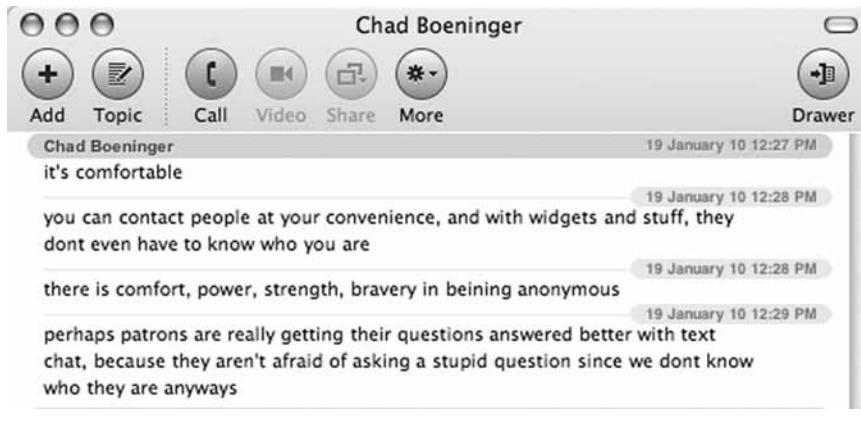 Chad Boeninger
Add Topic Call Video Share More Drawer
Chad Boeninger 19 January 10 12:27 PM
it's comfortable
19 January 10 12:28 PM
you can contact people at your convenience, and with widgets and stuff, they
dont even have to know who you are
19 January 10 12:28 PM
there is comfort, power, strength, bravery in beining anonymous
19 January 10 12:29 PM
perhaps patrons are really getting their questions answered better with text
chat, because they aren't afraid of asking a stupid question since we dont know
who they are anyways